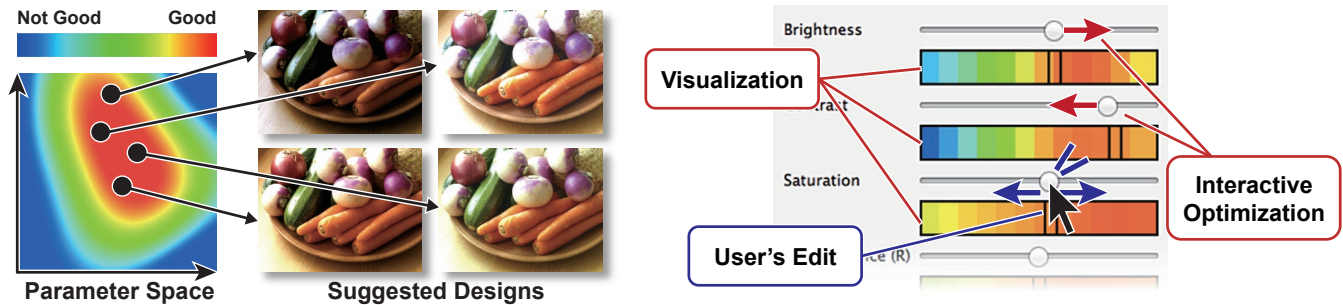 Not Good
Good
Parameter Space
Suggested Designs
Brightness
Visualization
Saturation
Interactive
Optimization
User's Edit
(R)